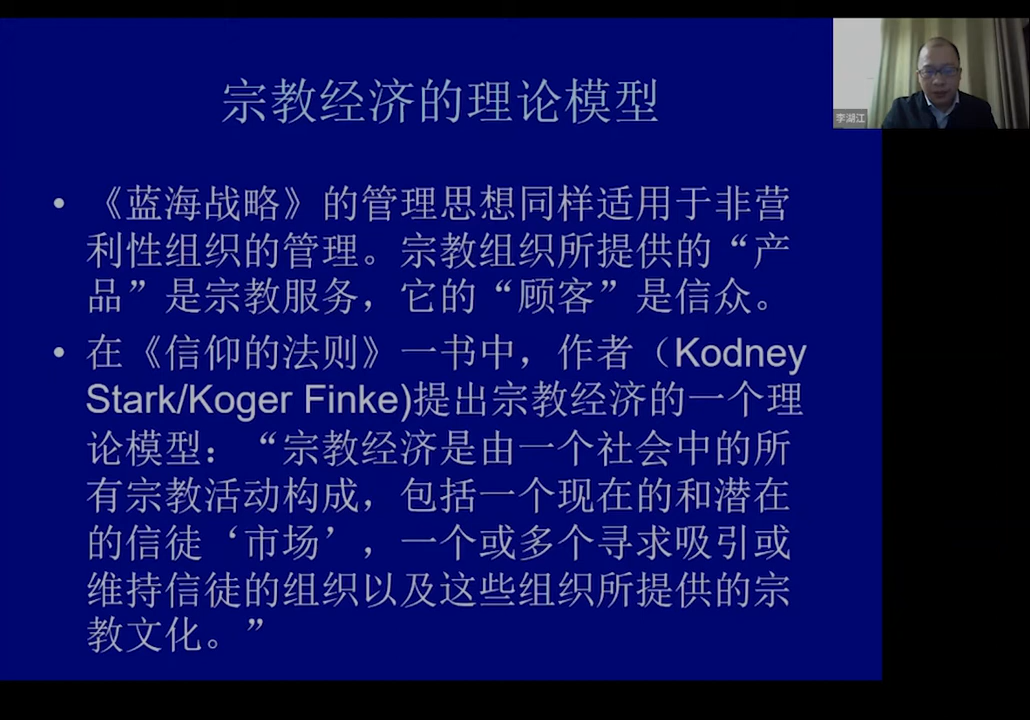 宗教经济的理论模型
李湖江
• 《蓝海战略》的管理思想同样适用于非营
利性组织的管理。宗教组织所提供的“产
品”是宗教服务，它的“顾客”是信众。
• 在《信仰的法则》一书中，作者（Kodney
Stark/Koger Finke)提出宗教经济的一个理
论模型：“宗教经济是由一个社会中的所
有宗教活动构成，包括一个现在的和潜在
的信徒‘市场’，一个或多个寻求吸引或
维持信徒的组织以及这些组织所提供的宗
教文化。”